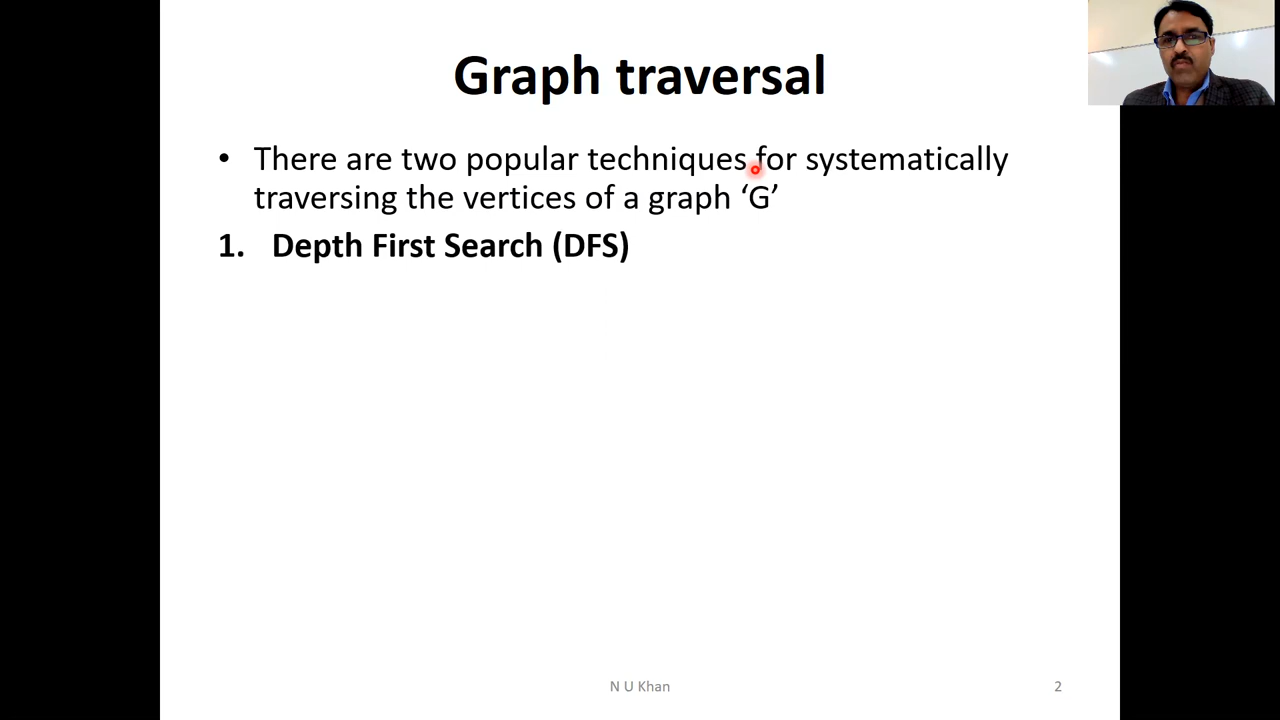 Graph traversal
• There are two popular techniques for systematically
traversing the vertices of a graph ‘G’
1. Depth First Search (DFS)
N U Khan
2